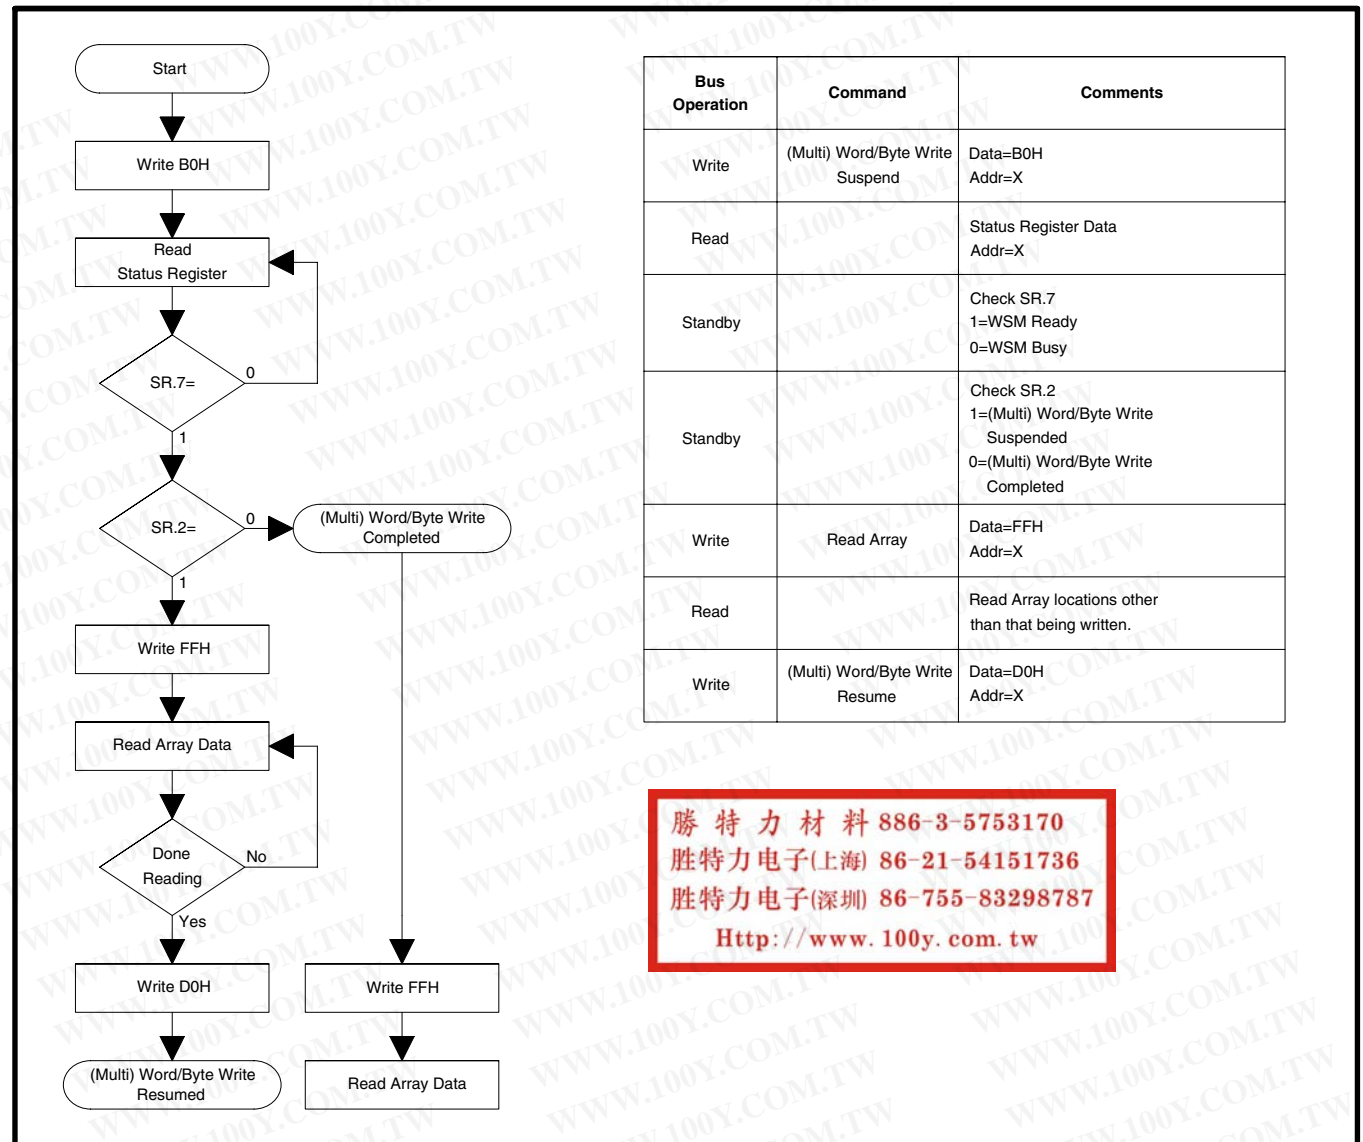 Start
Write B0H
Read
Status Register
SR.7=
0
1
SR.2=
0
(Multi) Word/Byte Write
Completed
1
Write FFH
Read Array Data
Done
Reading
No
Yes
Write D0H
Write FFH
(Multi) Word/Byte Write
Resumed
Read Array Data
Bus
Operation
Command
Comments
Write
(Multi) Word/Byte Write
Suspend
Data=B0H
Addr=X
Read
Status Register Data
Addr=X
Standby
Check SR.7
1=WSM Ready
0=WSM Busy
Standby
Check SR.2
1=(Multi) Word/Byte Write
Suspended
0=(Multi) Word/Byte Write
Completed
Write
Read Array
Data=FFH
Addr=X
Read
Read Array locations other
than that being written.
Write
(Multi) Word/Byte Write
Resume
Data=D0H
Addr=X
勝 特 力 材 料 886-3-5753170
胜特力电子(上海) 86-21-54151736
胜特力电子(深圳) 86-755-83298787
Http://www.100y.com.tw
WWW.100Y.COM.TW